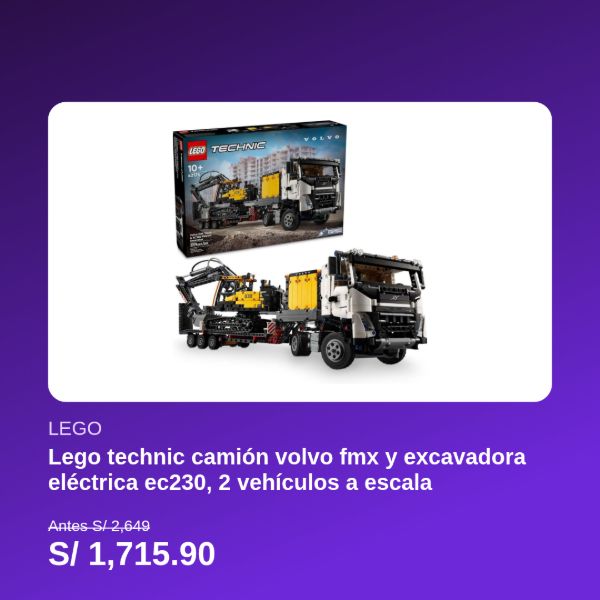 LEGO TECHNIC
VOLVO
10+
LEGO
Lego technic camión volvo fmx y excavadora
eléctrica ec230, 2 vehículos a escala
Antes S/ 2,649
S/ 1,715.90